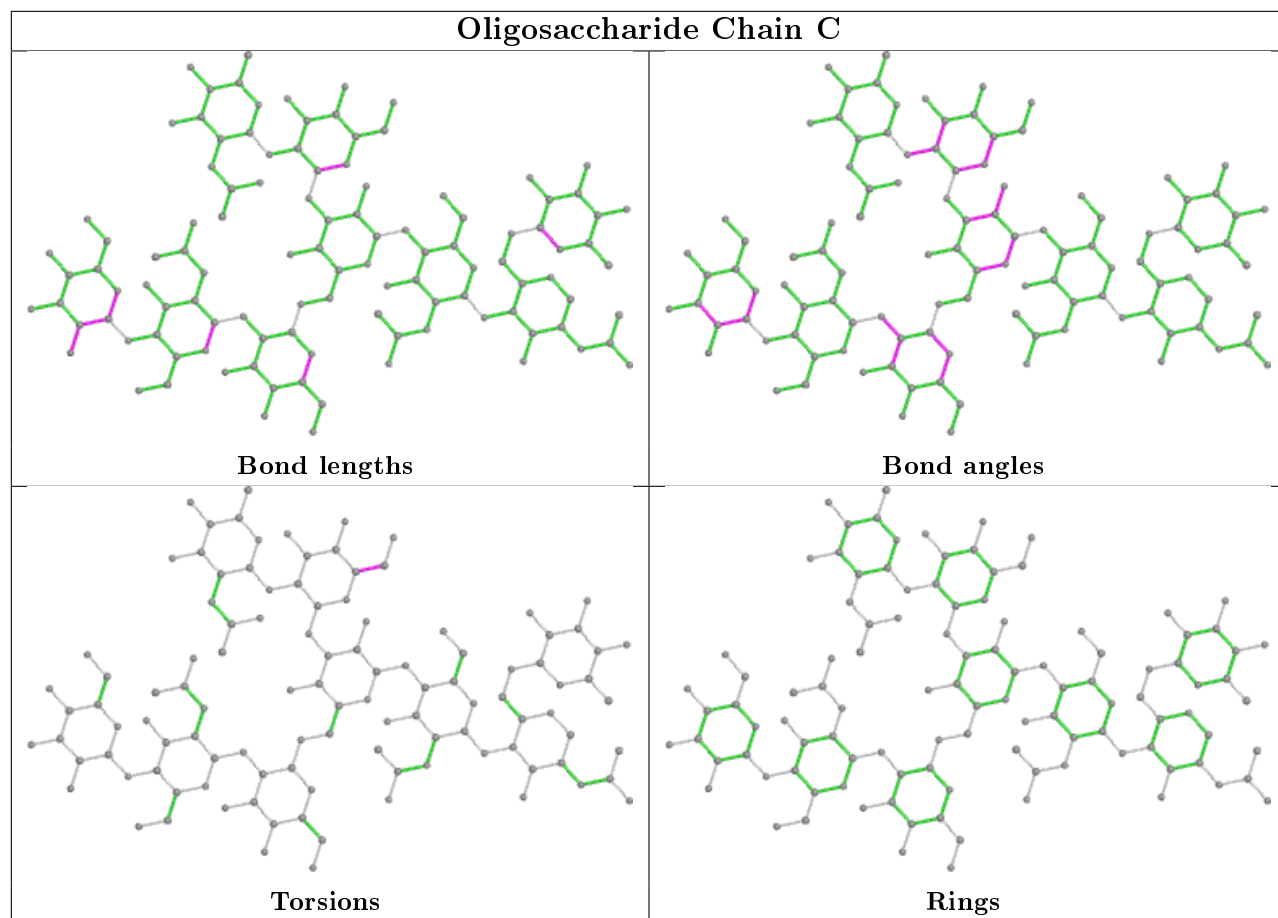 Oligosaccharide Chain C
Bond lengths
Bond angles
Torsions
Rings